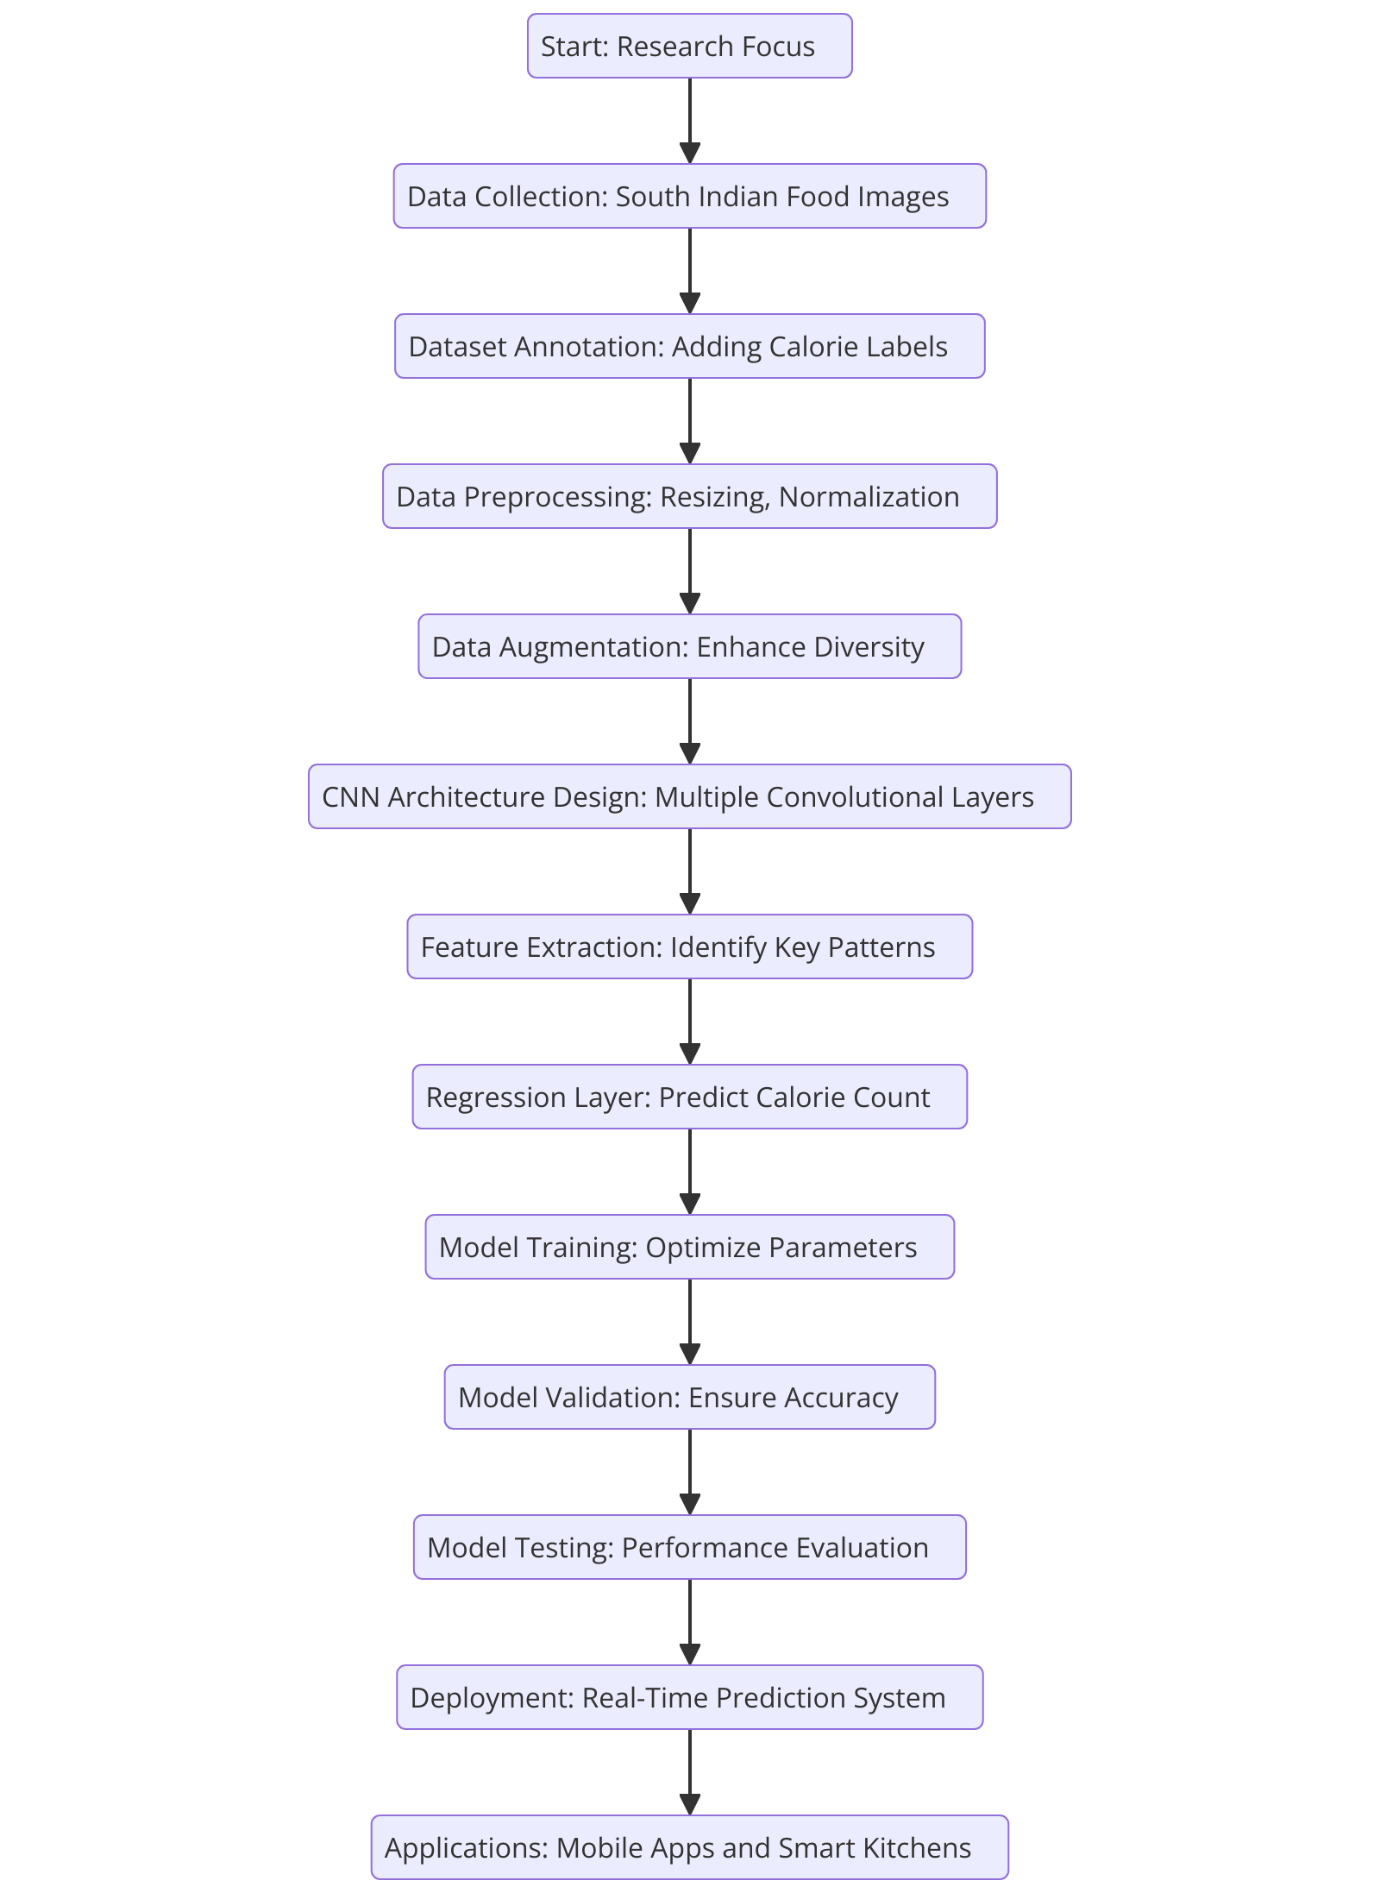 Start: Research Focus
Data Collection: South Indian Food Images
Dataset Annotation: Adding Calorie Labels
Data Preprocessing: Resizing, Normalization
Data Augmentation: Enhance Diversity
CNN Architecture Design: Multiple Convolutional Layers
Feature Extraction: Identify Key Patterns
Regression Layer: Predict Calorie Count
Model Training: Optimize Parameters
Model Validation: Ensure Accuracy
Model Testing: Performance Evaluation
Deployment: Real-Time Prediction System
Applications: Mobile Apps and Smart Kitchens